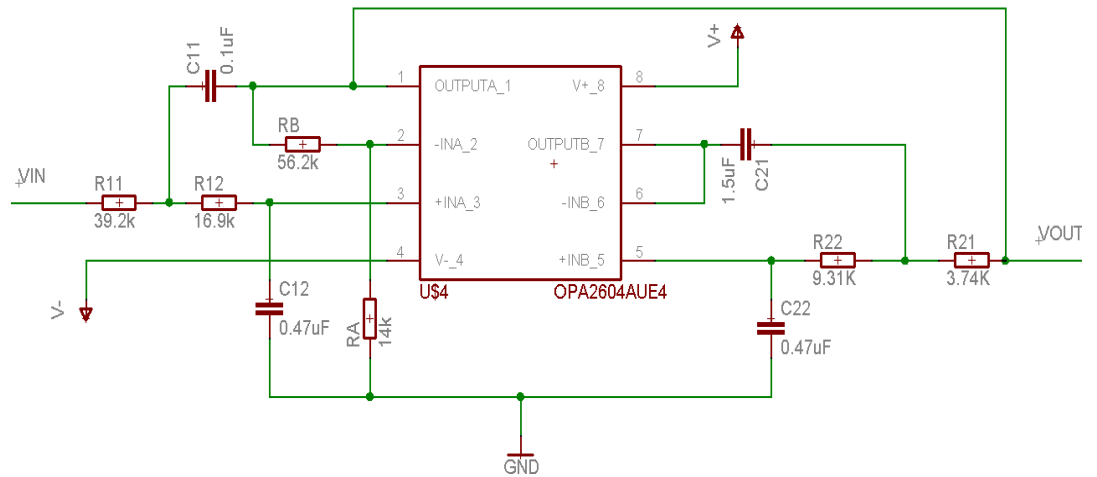 C11
0.1uF
V+
1
OUTPUTA_1
V+_8
8
RB
56.2k
2
-INA_2
OUTPUTB_7
7
1.5uF
C21
VIN
R11
39.2k
R12
16.9k
3
+INA_3
-INB_6
6
VOUT
4
V-_4
+INB_5
5
R22
9.31K
R21
3.74K
V-
C12
0.47uF
U$4
OPA2604AUE4
RA
14k
C22
0.47uF
GND